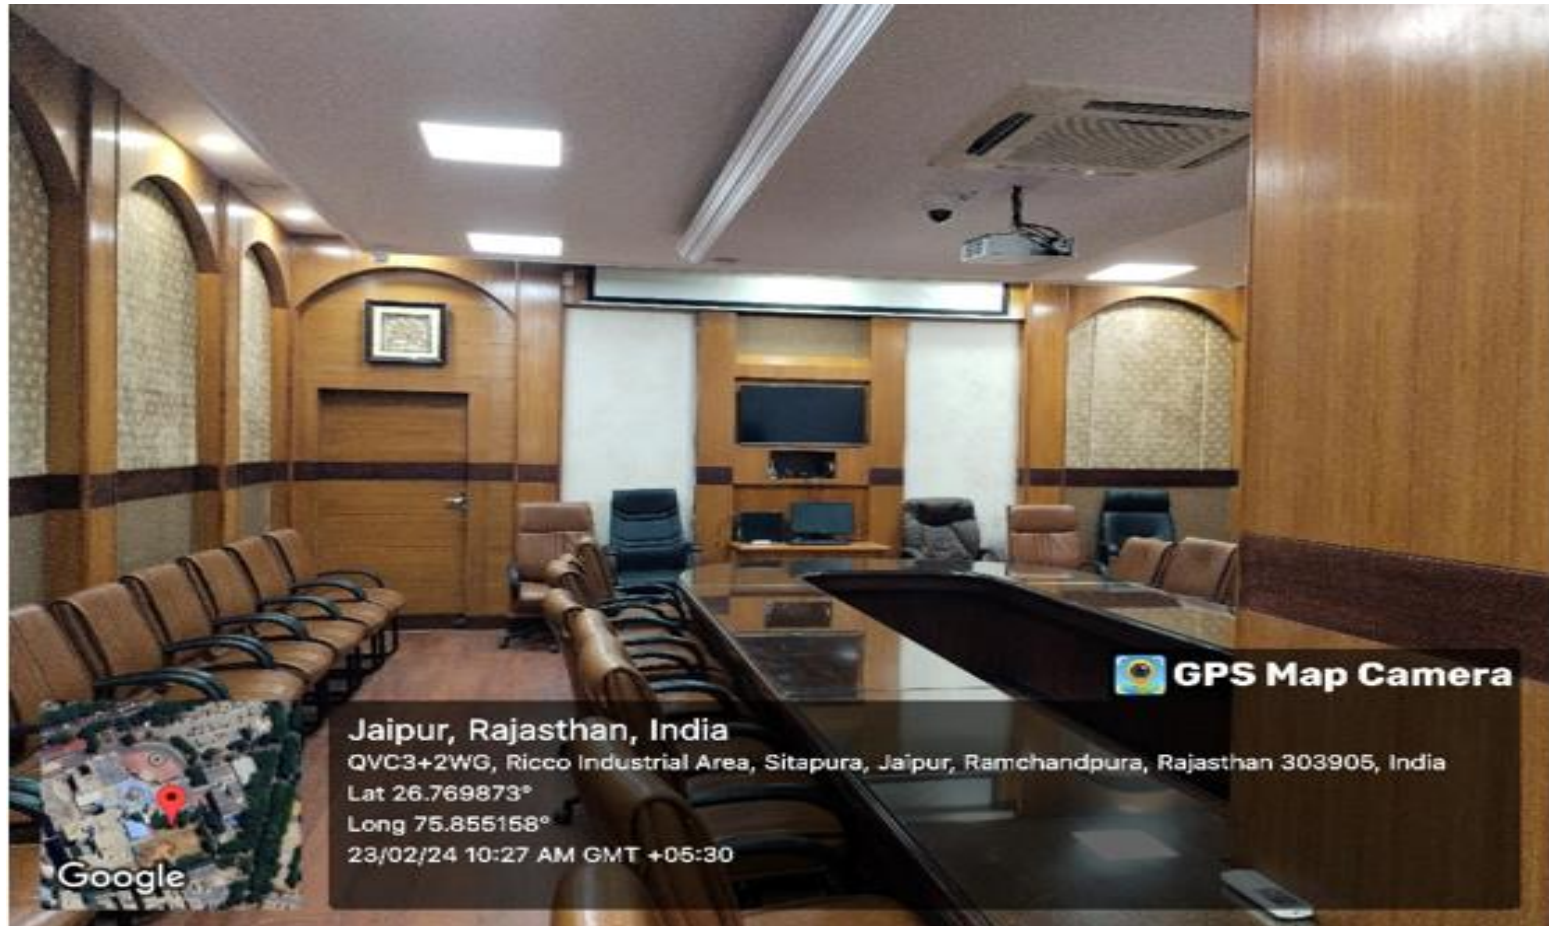 GPS Map Camera
Jaipur, Rajasthan, India
QVC3+2WG, Ricco Industrial Area, Sitapura, Jaipur, Ramchandpura, Rajasthan 303905, India
Lat 26.769873°
Long 75.855158°
23/02/24 10:27 AM GMT +05:30
Google